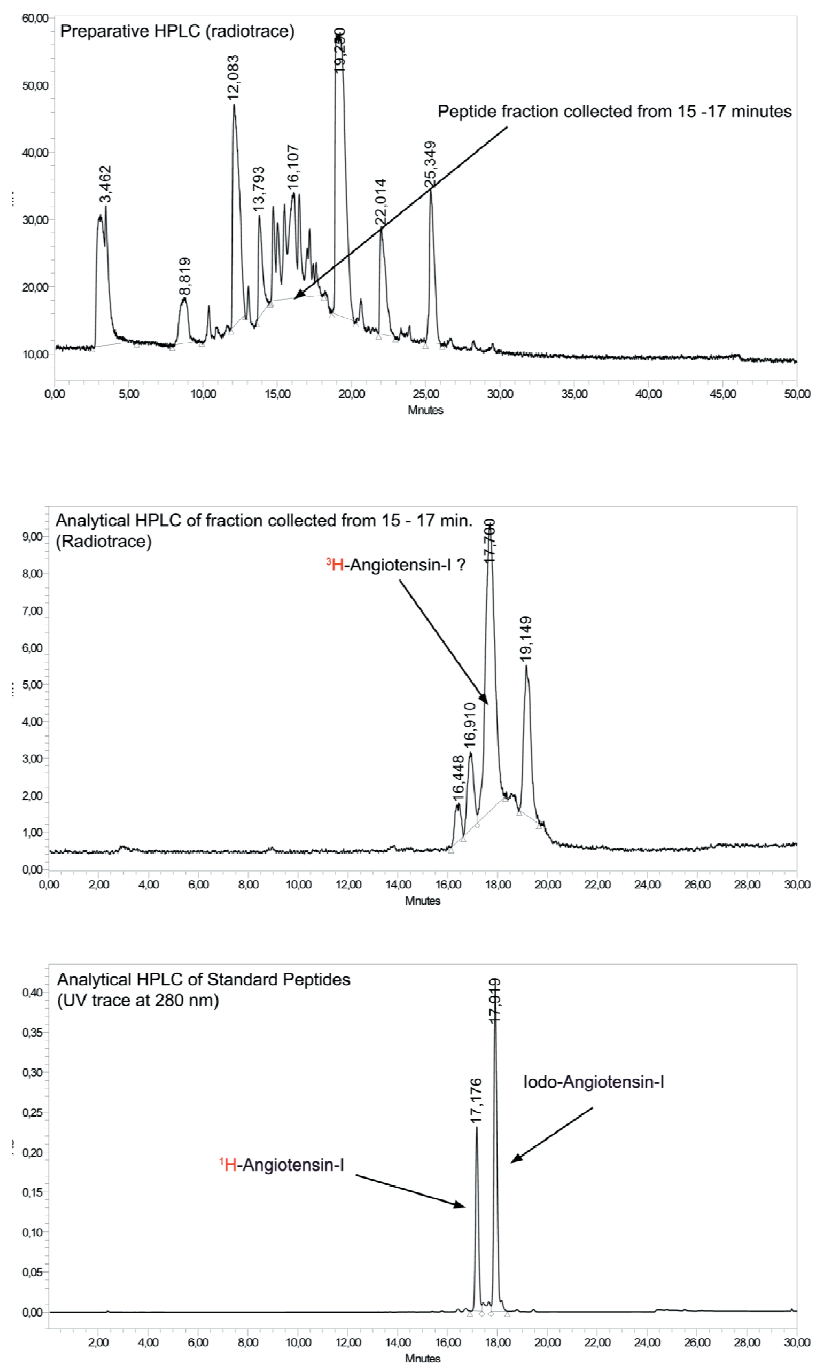 Preparative HPLC (radiotrace)
60,00
50,00
40,00
30,00
20,00
10,00
3,462
8,819
12,083
13,793
16,107
22,014
25,349
Peptide fraction collected from 15 -17 minutes
0,00 5,00 10,00 15,00 20,00 25,00 30,00 35,00 40,00 45,00 50,00
Minutes
Analytical HPLC of fraction collected from 15 - 17 min.
(Radiotrace)
9,00
8,00
7,00
6,00
5,00
4,00
3,00
2,00
1,00
0,00
³H-Angiotensin-I ?
16,448
16,910
17,700
19,149
0,00 2,00 4,00 6,00 8,00 10,00 12,00 14,00 16,00 18,00 20,00 22,00 24,00 26,00 28,00 30,00
Minutes
Analytical HPLC of Standard Peptides
(UV trace at 280 nm)
0,40
0,35
0,30
0,25
0,20
0,15
0,10
0,05
0,00
17,176
17,919
Iodo-Angiotensin-I
¹H-Angiotensin-I
2,00 4,00 6,00 8,00 10,00 12,00 14,00 16,00 18,00 20,00 22,00 24,00 26,00 28,00 30,00
Minutes